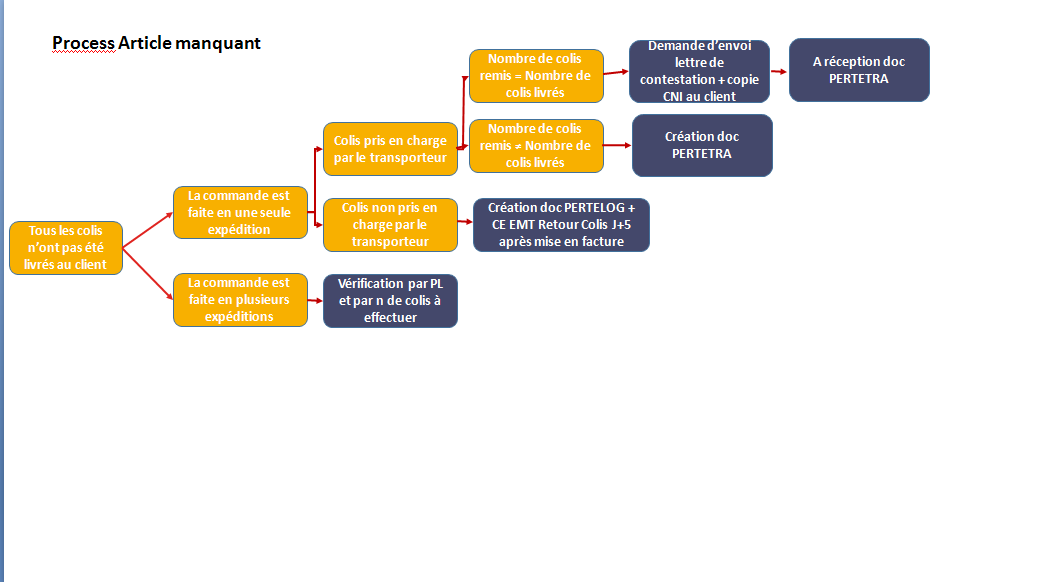 Process Article manquant
Nombre de colis
remis = Nombre de
colis livrés
Demande d'envoi
lettre de
contestation + copie
CNI au client
A réception doc
PERTETRA
Nombre de colis
remis ≠ Nombre de
colis livrés
Création doc
PERTETRA
Colis pris en charge
par le transporteur
La commande est
faite en une seule
expédition
Colis non pris en
charge par le
transporteur
Création doc PERTELOG +
CE EMT Retour Colis J+5
après mise en facture
Tous les colis
n'ont pas été
livrés au client
La commande est
faite en plusieurs
expéditions
Vérification par PL
et par n de colis à
effectuer